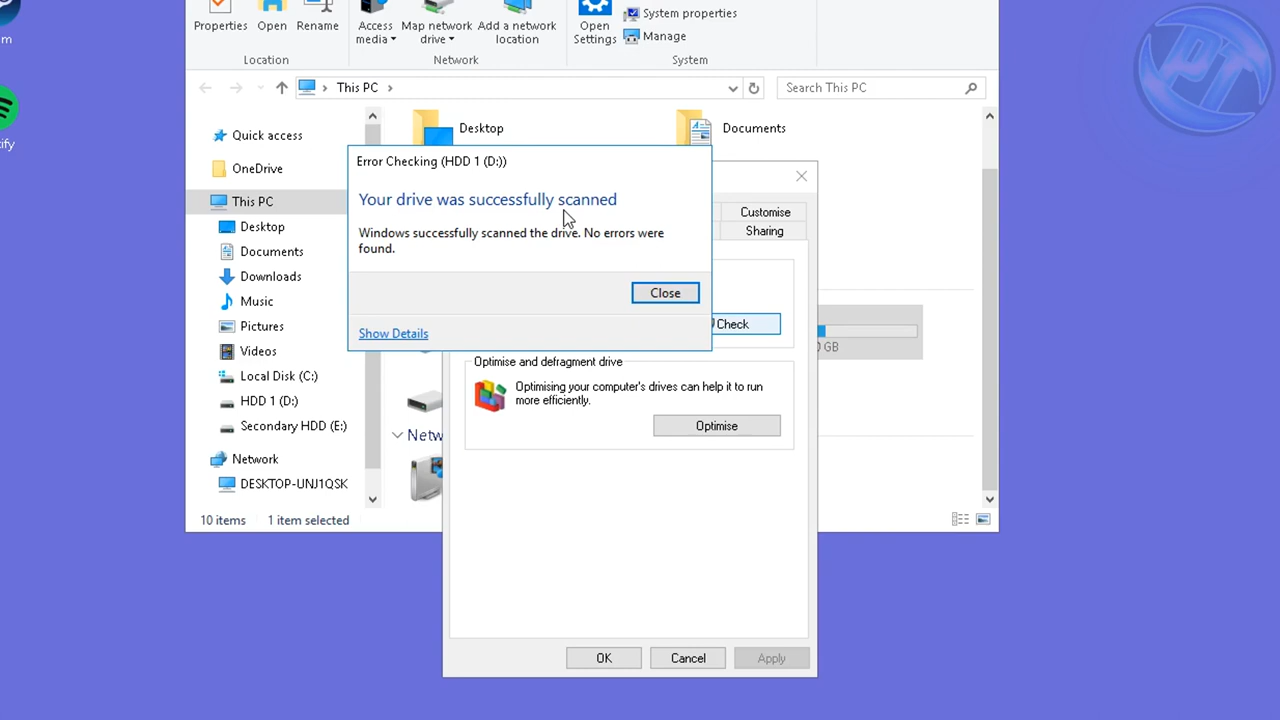 Properties
Open
Rename
Access
media
Map network
drive
Add a network
location
Open
Settings
System properties
Manage
Location
Network
System
This PC
Search This PC
Quick access
OneDrive
This PC
Desktop
Documents
Downloads
Music
Pictures
Videos
Local Disk (C:)
HDD 1 (D:)
Secondary HDD (E:)
Network
DESKTOP-UNJ1QSK
10 items
1 item selected
Desktop
Documents
Error Checking (HDD 1 (D:))
Your drive was successfully scanned
Windows successfully scanned the drive. No errors were
found.
Close
Show Details
Customise
Sharing
Check
GB
Optimise and defragment drive
Optimising your computer's drives can help it to run
more efficiently.
Optimise
OK
Cancel
Apply
PT